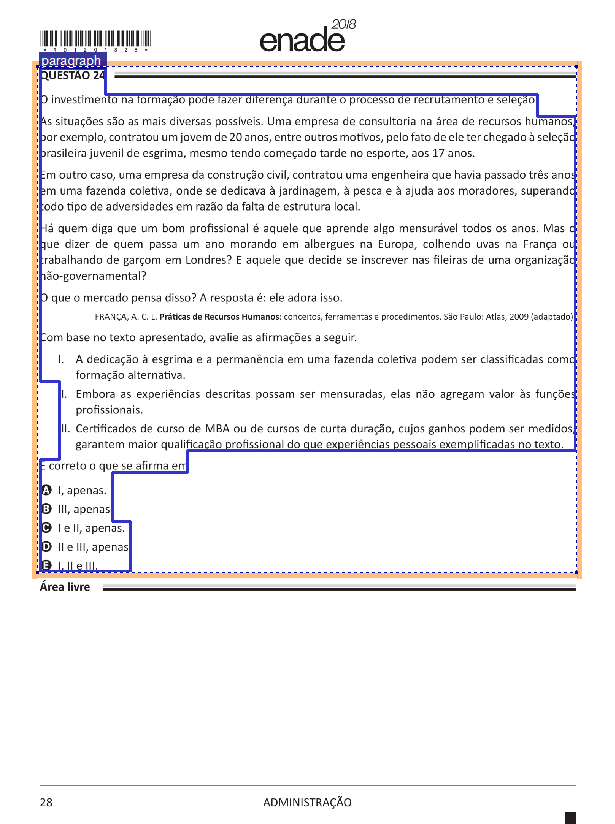 enade 2018
*R0120182 8*
paragraph
QUESTÃO 24
O investimento na formação pode fazer diferença durante o processo de recrutamento e seleção.
As situações são as mais diversas possíveis. Uma empresa de consultoria na área de recursos humanos,
por exemplo, contratou um jovem de 20 anos, entre outros motivos, pelo fato de ele ter chegado à seleção
brasileira juvenil de esgrima, mesmo tendo começado tarde no esporte, aos 17 anos.
Em outro caso, uma empresa da construção civil, contratou uma engenheira que havia passado três anos
em uma fazenda coletiva, onde se dedicava à jardinagem, à pesca e à ajuda aos moradores, superando
todo tipo de adversidades em razão da falta de estrutura local.
Há quem diga que um bom profissional é aquele que aprende algo mensurável todos os anos. Mas o
que dizer de quem passa um ano morando em albergues na Europa, colhendo uvas na França ou
trabalhando de garçom em Londres? E aquele que decide se inscrever nas fileiras de uma organização
não-governamental?
O que o mercado pensa disso? A resposta é: ele adora isso.
FRANÇA, A. C. L. Práticas de Recursos Humanos: conceitos, ferramentas e procedimentos. São Paulo: Atlas, 2009 (adaptado).
Com base no texto apresentado, avalie as afirmações a seguir.
I. A dedicação à esgrima e a permanência em uma fazenda coletiva podem ser classificadas como
formação alternativa.
II. Embora as experiências descritas possam ser mensuradas, elas não agregam valor às funções
profissionais.
III. Certificados de curso de MBA ou de cursos de curta duração, cujos ganhos podem ser medidos,
garantem maior qualificação profissional do que experiências pessoais exemplificadas no texto.
É correto o que se afirma em
A I, apenas.
B III, apenas.
C I e II, apenas.
D II e III, apenas.
E I, II e III.
Área livre
28
ADMINISTRAÇÃO